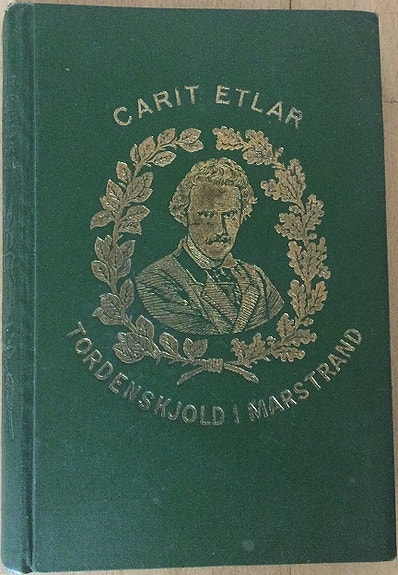 CARIT ETLAR
TORDENSKJOLD I MARSTRAND